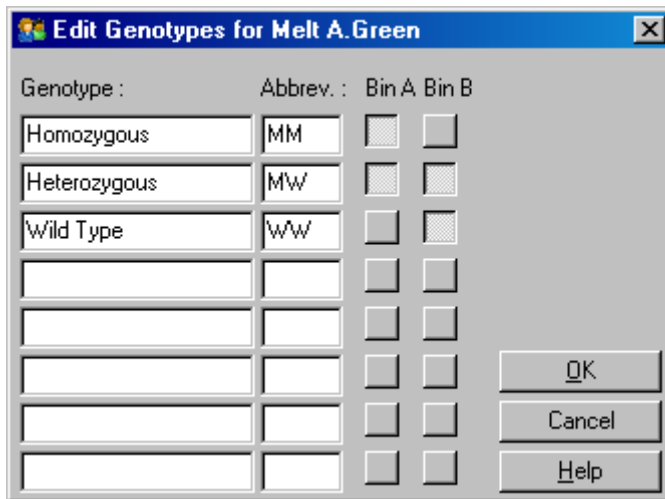 Edit Genotypes for Melt A.Green
Genotype : Abbrev. : Bin A Bin B
Homozygous MM
Heterozygous MW
Wild Type WW
OK
Cancel
Help